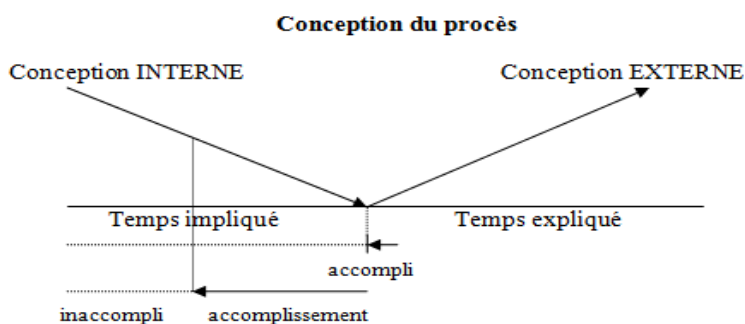 Conception du procès
Conception INTERNE
Conception EXTERNE
Temps impliqué
Temps expliqué
accompli
inaccompli
accomplissement